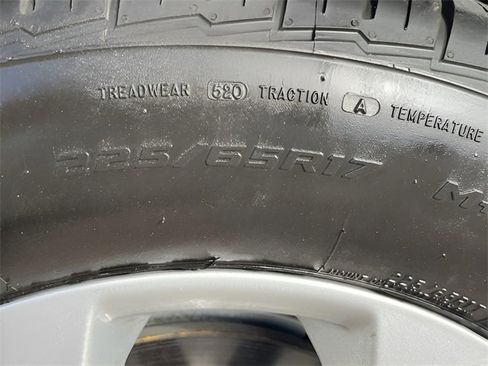 TREADWEAR 520 TRACTION A TEMPERATURE
225/65R17 M+